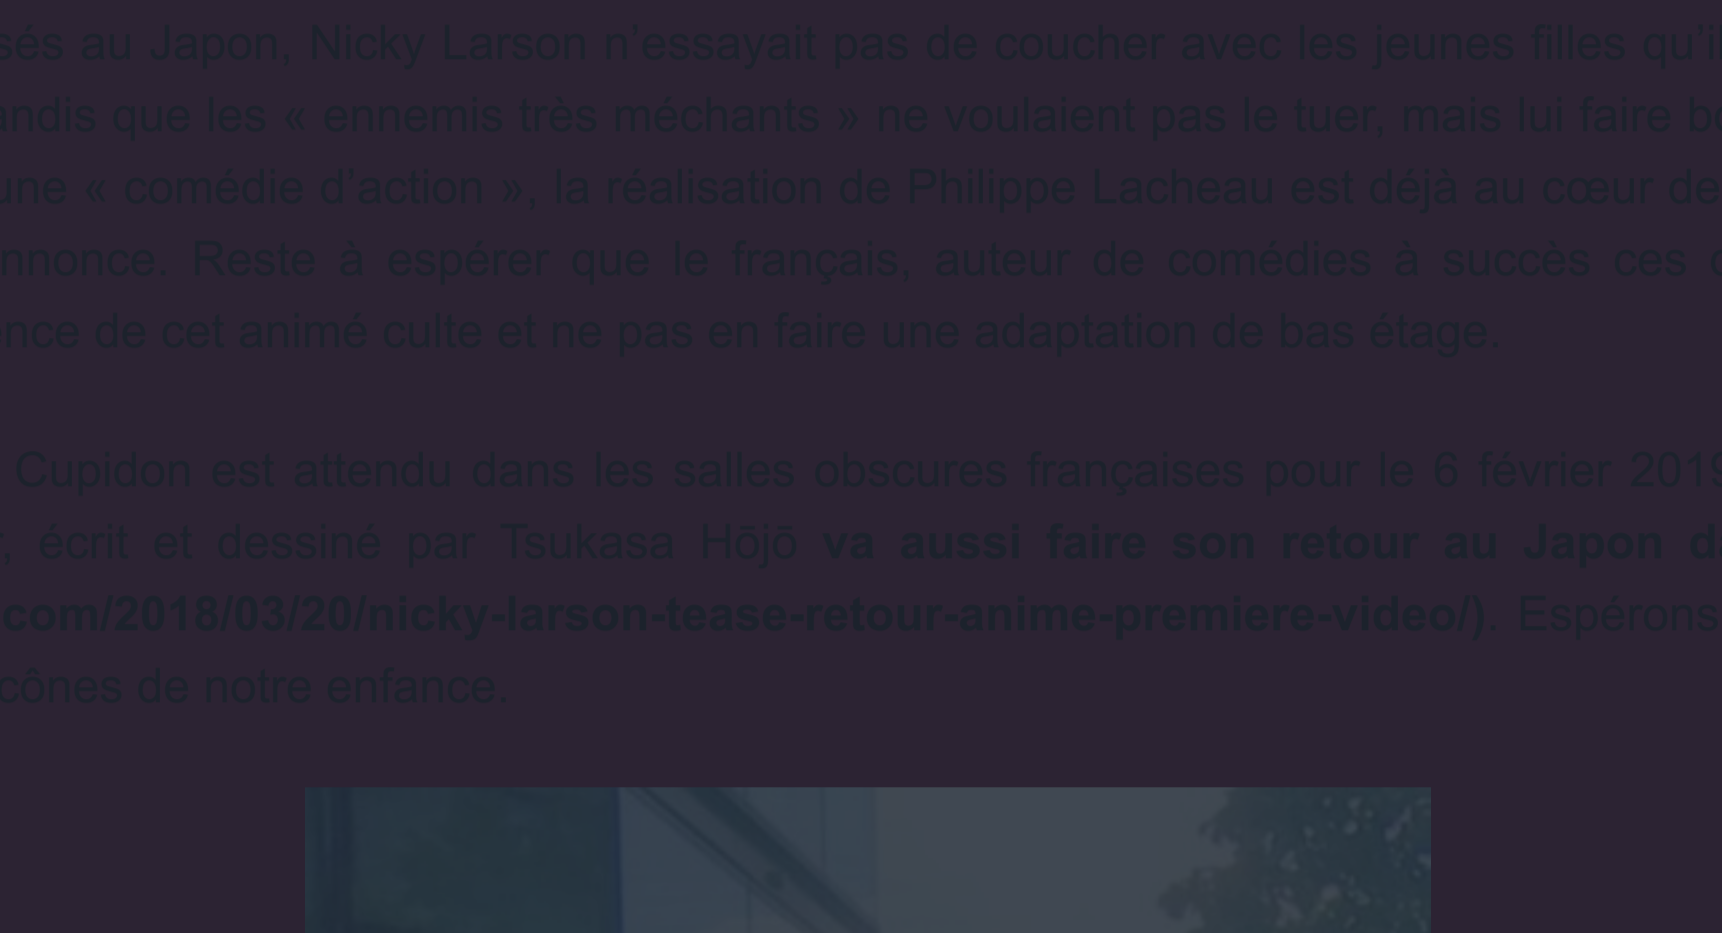 sés au Japon, Nicky Larson n’essayait pas de coucher avec les jeunes filles qu’il
andis que les « ennemis très méchants » ne voulaient pas le tuer, mais lui faire
une « comédie d’action », la réalisation de Philippe Lacheau est déjà au cœur de
nnonce. Reste à espérer que le français, auteur de comédies à succès ces
nce de cet animé culte et ne pas en faire une adaptation de bas étage.
Cupidon est attendu dans les salles obscures françaises pour le 6 février 2019
, écrit et dessiné par Tsukasa Hōjō va aussi faire son retour au Japon
.com/2018/03/20/nicky-larson-tease-retour-anime-premiere-video/). Espérons
cônes de notre enfance.